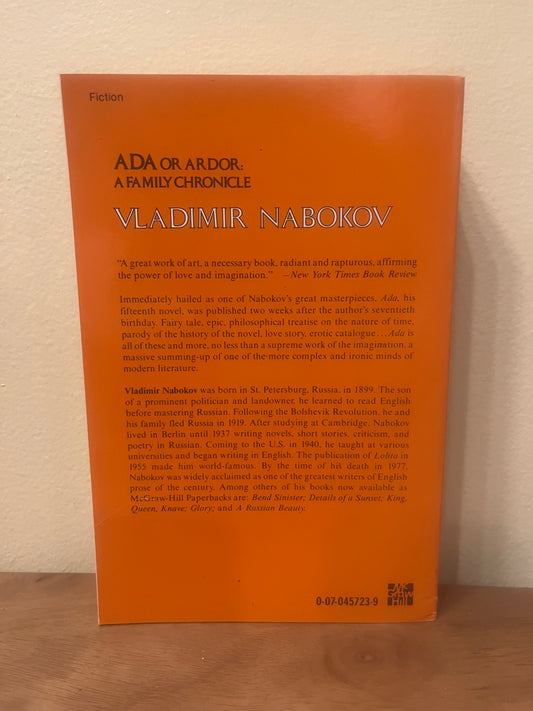 Fiction
ADA OR ARDOR:
A FAMILY CHRONICLE
VLADIMIR NABOKOV
"A great work of art, a necessary book, radiant and rapturous, affirming
the power of love and imagination." —New York Times Book Review
Immediately hailed as one of Nabokov's great masterpieces, Ada, his
fifteenth novel, was published two weeks after the author's seventieth
birthday. Fairy tale, epic, philosophical treatise on the nature of time,
parody of the history of the novel, love story, erotic catalogue...Ada is
all of these and more, no less than a supreme work of the imagination, a
massive summing-up of one of the more complex and ironic minds of
modern literature.
Vladimir Nabokov was born in St. Petersburg, Russia, in 1899. The son
of a prominent politician and landowner, he learned to read English
before mastering Russian. Following the Bolshevik Revolution, he and
his family fled Russia in 1919. After studying at Cambridge, Nabokov
lived in Berlin until 1937 writing novels, short stories, criticism, and
poetry in Russian. Coming to the U.S. in 1940, he taught at various
universities and began writing in English. The publication of Lolita in
1955 made him world-famous. By the time of his death in 1977,
Nabokov was widely acclaimed as one of the greatest writers of English
prose of the century. Among others of his books now available as
McGraw-Hill Paperbacks are: Bend Sinister; Details of a Sunset; King,
Queen, Knave; Glory; and A Russian Beauty.
0-07-045723-9
Mc
Graw
Hill